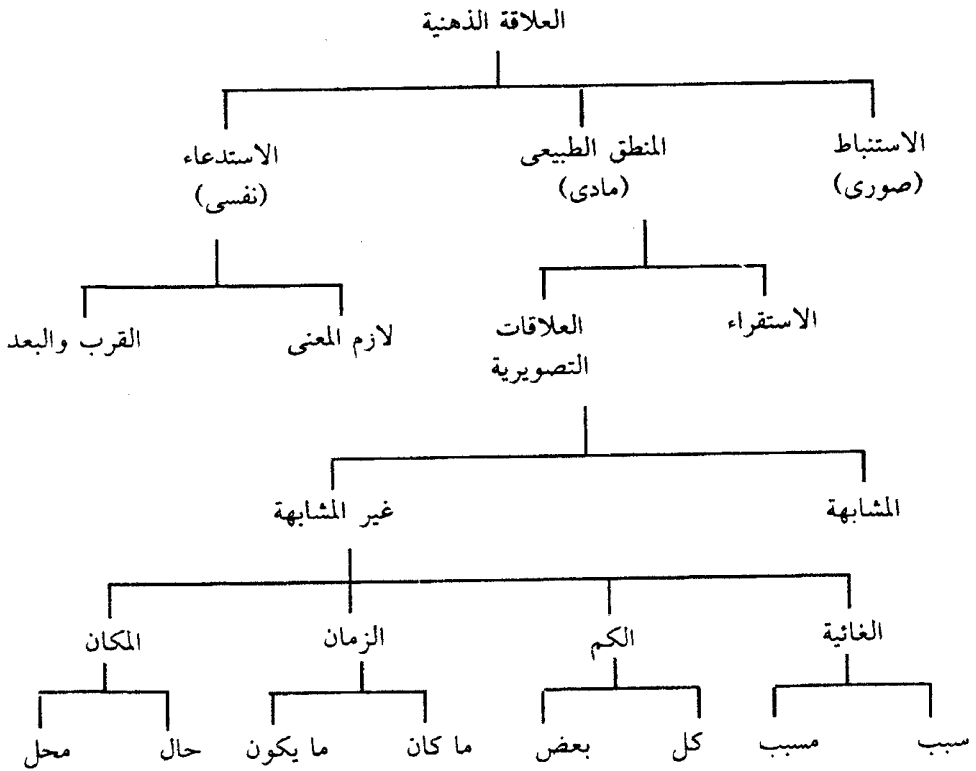 العلاقة الذهنية
الاستنباط المنطق الطبيعى الاستدعاء
(صورى) (مادى) (نفسى)
الاستقراء العلاقات لازم المعنى القرب والبعد
التصويرية
المشابهة غير المشابهة
الغائية الكم الزمان المكان
سبب مسبب كل بعض ما كان ما يكون حال محل